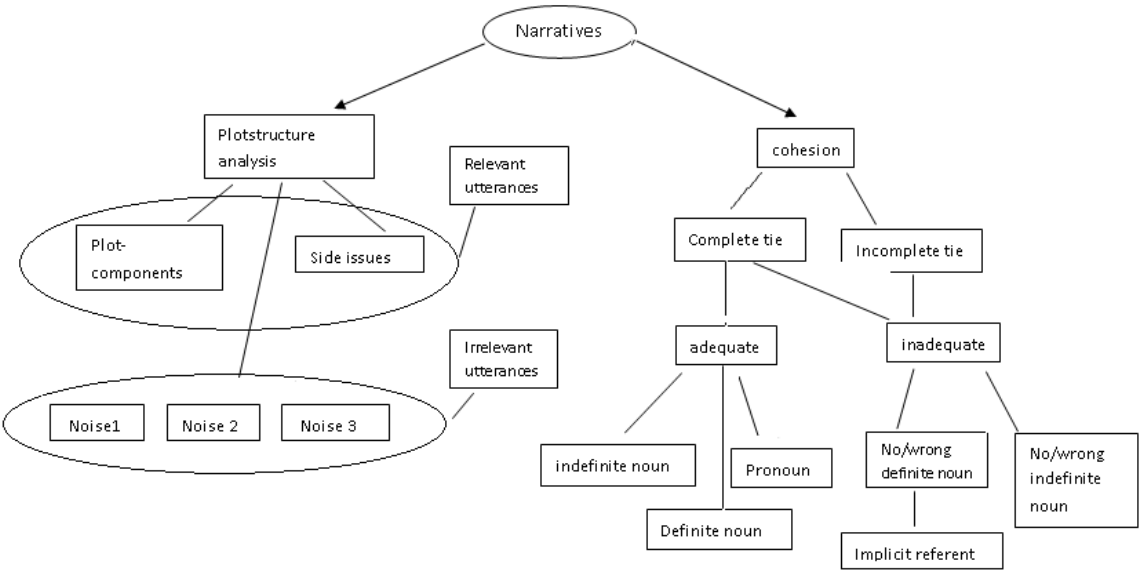 Narratives
Plotstructure
analysis
cohesion
Relevant
utterances
Plot-
components
Side issues
Complete tie
Incomplete tie
Irrelevant
utterances
adequate
inadequate
Noise1
Noise 2
Noise 3
indefinite noun
Pronoun
No/wrong
definite noun
No/wrong
indefinite
noun
Definite noun
Implicit referent